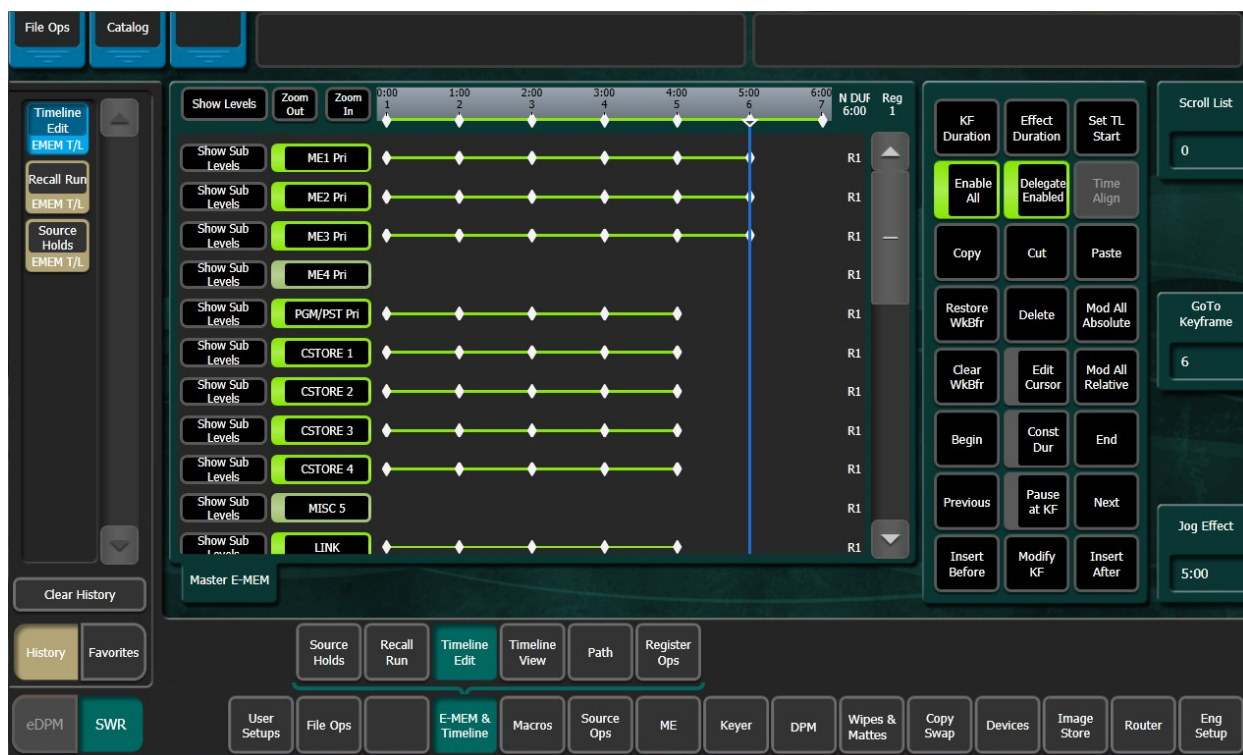 File Ops
Catalog
Timeline
Edit
EMEM T/L
Recall Run
EMEM T/L
Source
Holds
EMEM T/L
Clear History
History
Favorites
eDPM
SWR
Show Levels
Zoom
Out
Zoom
In
0:00 1:00 2:00 3:00 4:00 5:00 6:00
1 2 3 4 5 6 7
N DUF
6:00
Reg
1
Show Sub
Levels
ME1 Pri
R1
Show Sub
Levels
ME2 Pri
R1
Show Sub
Levels
ME3 Pri
R1
Show Sub
Levels
ME4 Pri
R1
Show Sub
Levels
PGM/PST Pri
R1
Show Sub
Levels
CSTORE 1
R1
Show Sub
Levels
CSTORE 2
R1
Show Sub
Levels
CSTORE 3
R1
Show Sub
Levels
CSTORE 4
R1
Show Sub
Levels
MISC 5
R1
Show Sub
Levels
LINK
R1
Master E-MEM
KF
Duration
Effect
Duration
Set TL
Start
Enable
All
Delegate
Enabled
Time
Align
Copy
Cut
Paste
Restore
WkBfr
Delete
Mod All
Absolute
Clear
WkBfr
Edit
Cursor
Mod All
Relative
Begin
Const
Dur
End
Previous
Pause
at KF
Next
Insert
Before
Modify
KF
Insert
After
Scroll List
0
GoTo
Keyframe
6
Jog Effect
5:00
Source
Holds
Recall
Run
Timeline
Edit
Timeline
View
Path
Register
Ops
User
Setups
File Ops
E-MEM &
Timeline
Macros
Source
Ops
ME
Keyer
DPM
Wipes &
Mattes
Copy
Swap
Devices
Image
Store
Router
Eng
Setup